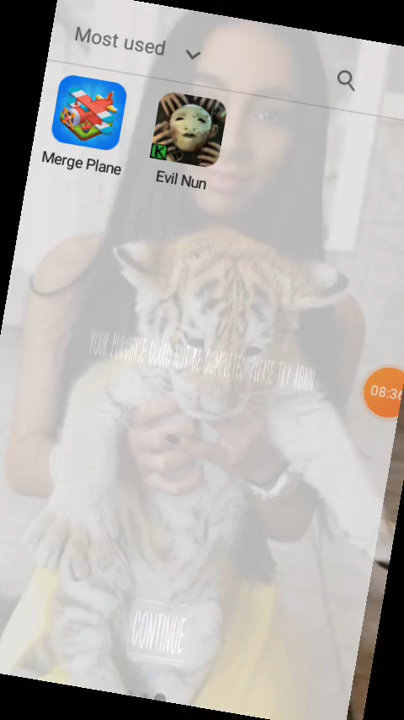 Most used
Merge Plane
Evil Nun
K
YOUR PURCHASE COULD NOT BE COMPLETED. PLEASE TRY AGAIN
08:36
CONTINUE